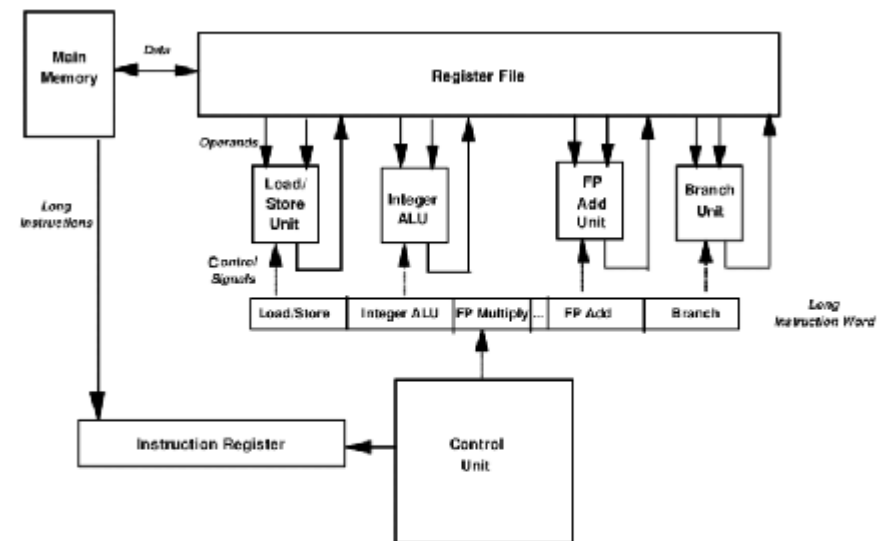 Main
Memory
Data
Register File
Operands
Load/
Store
Unit
Integer
ALU
FP
Add
Unit
Branch
Unit
Long
Instructions
Control
Signals
Load/Store
Integer ALU
FP Multiply
...
FP Add
Branch
Long
Instruction Word
Instruction Register
Control
Unit